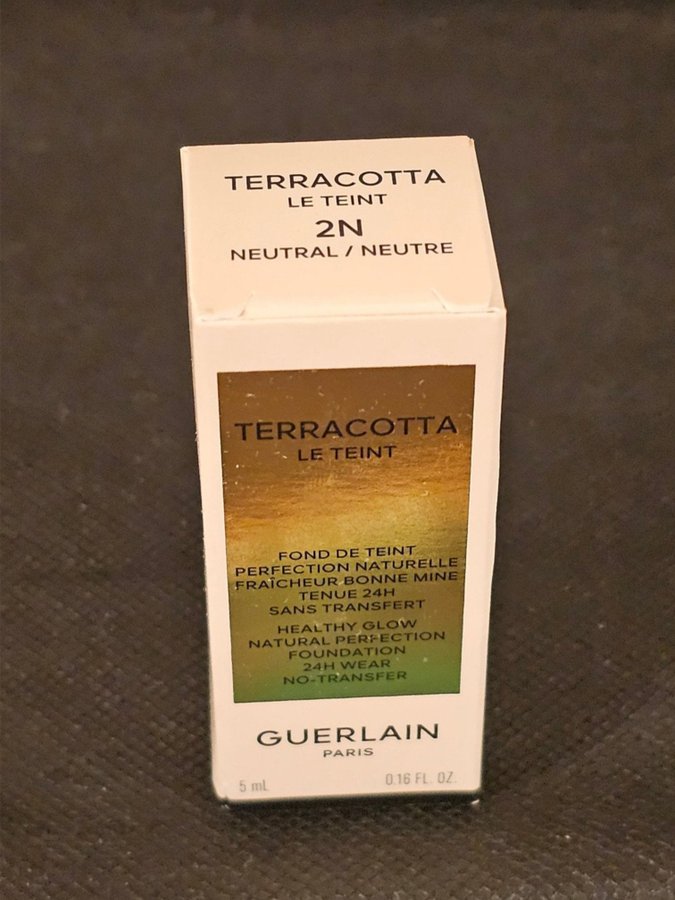 TERRACOTTA
LE TEINT
2N
NEUTRAL / NEUTRE
TERRACOTTA
LE TEINT
FOND DE TEINT
PERFECTION NATURELLE
FRAÎCHEUR BONNE MINE
TENUE 24H
SANS TRANSFERT
HEALTHY GLOW
NATURAL PERFECTION
FOUNDATION
24H WEAR
NO-TRANSFER
GUERLAIN
PARIS
5 mL 0.16 FL. OZ.